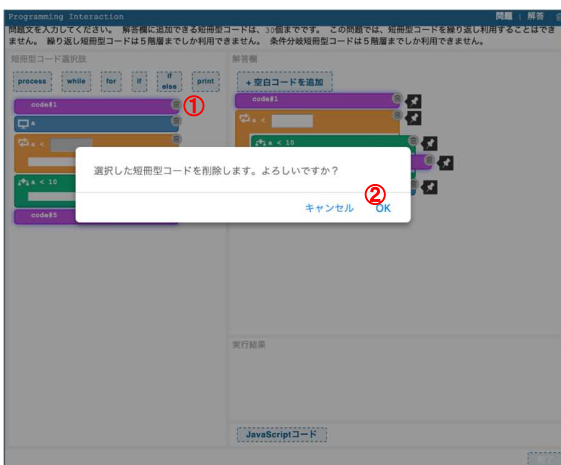 Programming Interaction 問題 | 解答
問題文を入力してください。 解答欄に追加できる短冊型コードは、30個までです。 この問題では、短冊型コードを繰り返し利用することはでき
ません。 繰り返し短冊型コードは5階層までしか利用できません。 条件分岐短冊型コードは5階層までしか利用できません。
短冊型コード選択肢 解答欄
process while for if if else print
+ 空白コードを追加
code#1 ①
code#1
a
a <
a <
a < 10
選択した短冊型コードを削除します。よろしいですか？
キャンセル OK ②
a < 10
code#5
実行結果
JavaScriptコード